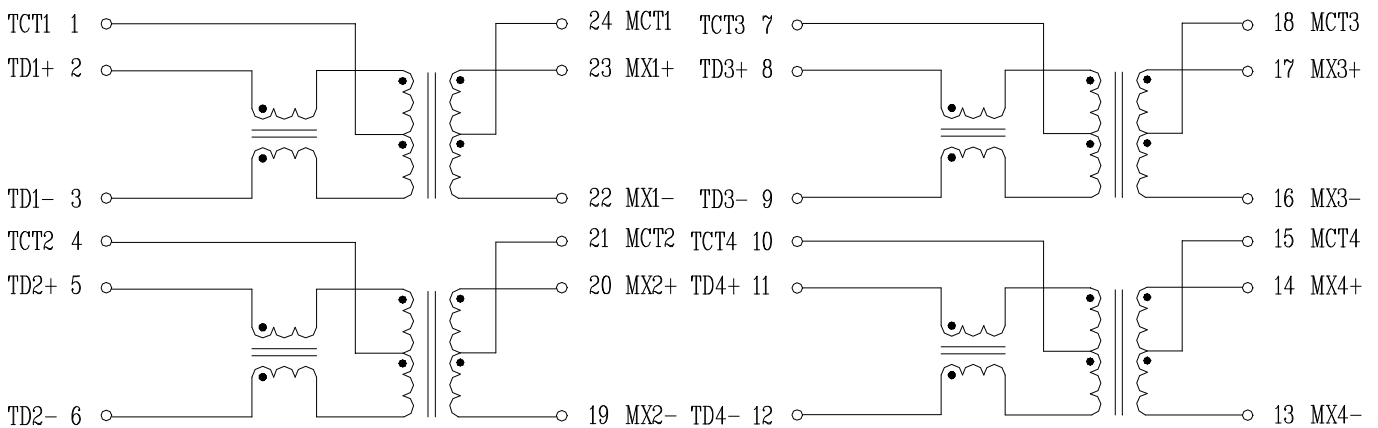 TCT1 1 24 MCT1 TCT3 7 18 MCT3
TD1+ 2 23 MX1+ TD3+ 8 17 MX3+
TD1- 3 22 MX1- TD3- 9 16 MX3-
TCT2 4 21 MCT2 TCT4 10 15 MCT4
TD2+ 5 20 MX2+ TD4+ 11 14 MX4+
TD2- 6 19 MX2- TD4- 12 13 MX4-